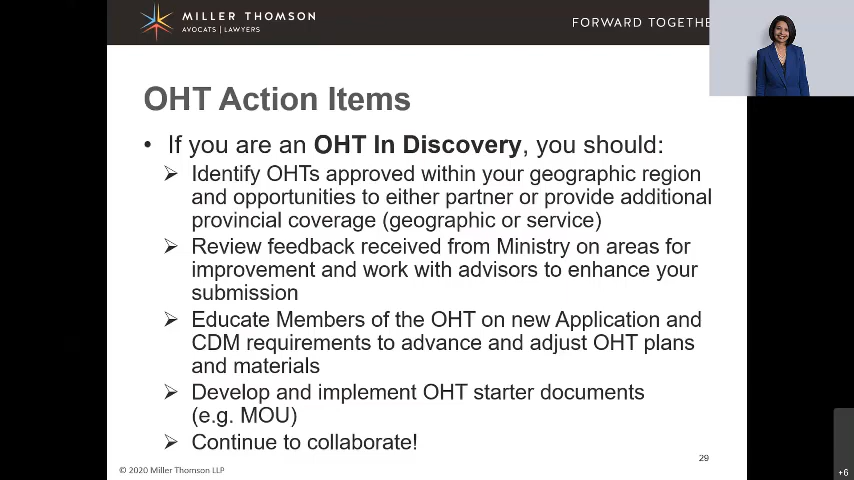 MILLER THOMSON
AVOCATS | LAWYERS
FORWARD TOGETHE
OHT Action Items
• If you are an OHT In Discovery, you should:
➢ Identify OHTs approved within your geographic region
and opportunities to either partner or provide additional
provincial coverage (geographic or service)
➢ Review feedback received from Ministry on areas for
improvement and work with advisors to enhance your
submission
➢ Educate Members of the OHT on new Application and
CDM requirements to advance and adjust OHT plans
and materials
➢ Develop and implement OHT starter documents
(e.g. MOU)
➢ Continue to collaborate!
29
© 2020 Miller Thomson LLP
+6